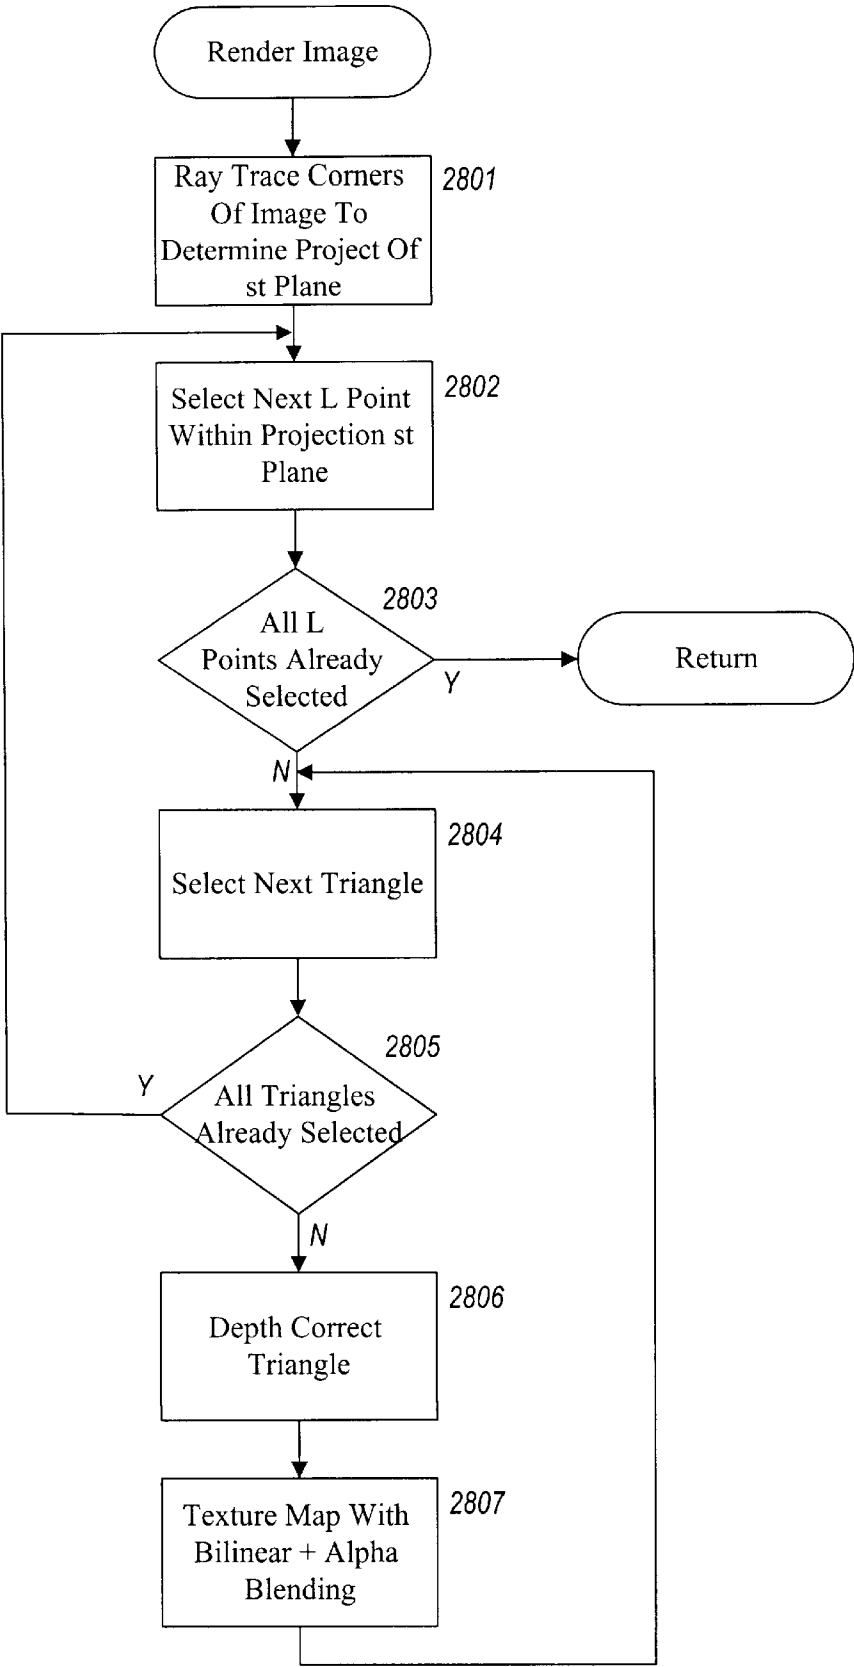 Render Image
Ray Trace Corners
Of Image To
Determine Project Of
st Plane
2801
Select Next L Point
Within Projection st
Plane
2802
All L
Points Already
Selected
2803
Y
Return
N
Select Next Triangle
2804
All Triangles
Already Selected
2805
Y
N
Depth Correct
Triangle
2806
Texture Map With
Bilinear + Alpha
Blending
2807